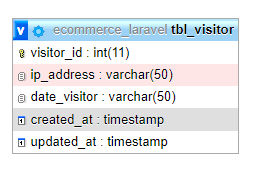 v ecommerce_laravel tbl_visitor
visitor_id : int(11)
ip_address : varchar(50)
date_visitor : varchar(50)
created_at : timestamp
updated_at : timestamp